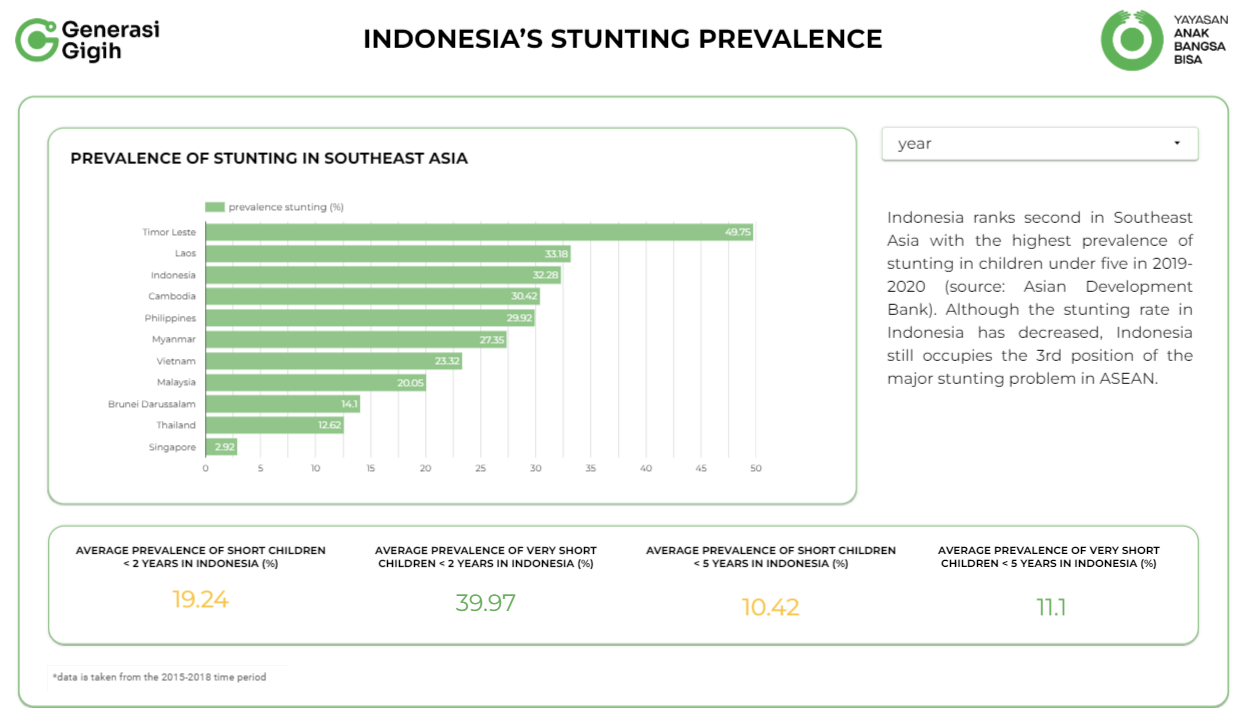 Generasi
Gigih
INDONESIA’S STUNTING PREVALENCE
YAYASAN
ANAK
BANGSA
BISA
PREVALENCE OF STUNTING IN SOUTHEAST ASIA
prevalence stunting (%)
Timor Leste 49.75
Laos 33.18
Indonesia 32.28
Cambodia 30.42
Philippines 29.92
Myanmar 27.35
Vietnam 23.32
Malaysia 20.05
Brunei Darussalam 14.1
Thailand 12.62
Singapore 2.92
0 5 10 15 20 25 30 35 40 45 50
year
Indonesia ranks second in Southeast
Asia with the highest prevalence of
stunting in children under five in 2019-
2020 (source: Asian Development
Bank). Although the stunting rate in
Indonesia has decreased, Indonesia
still occupies the 3rd position of the
major stunting problem in ASEAN.
AVERAGE PREVALENCE OF SHORT CHILDREN
< 2 YEARS IN INDONESIA (%)
19.24
AVERAGE PREVALENCE OF VERY SHORT
CHILDREN < 2 YEARS IN INDONESIA (%)
39.97
AVERAGE PREVALENCE OF SHORT CHILDREN
< 5 YEARS IN INDONESIA (%)
10.42
AVERAGE PREVALENCE OF VERY SHORT
CHILDREN < 5 YEARS IN INDONESIA (%)
11.1
*data is taken from the 2015-2018 time period